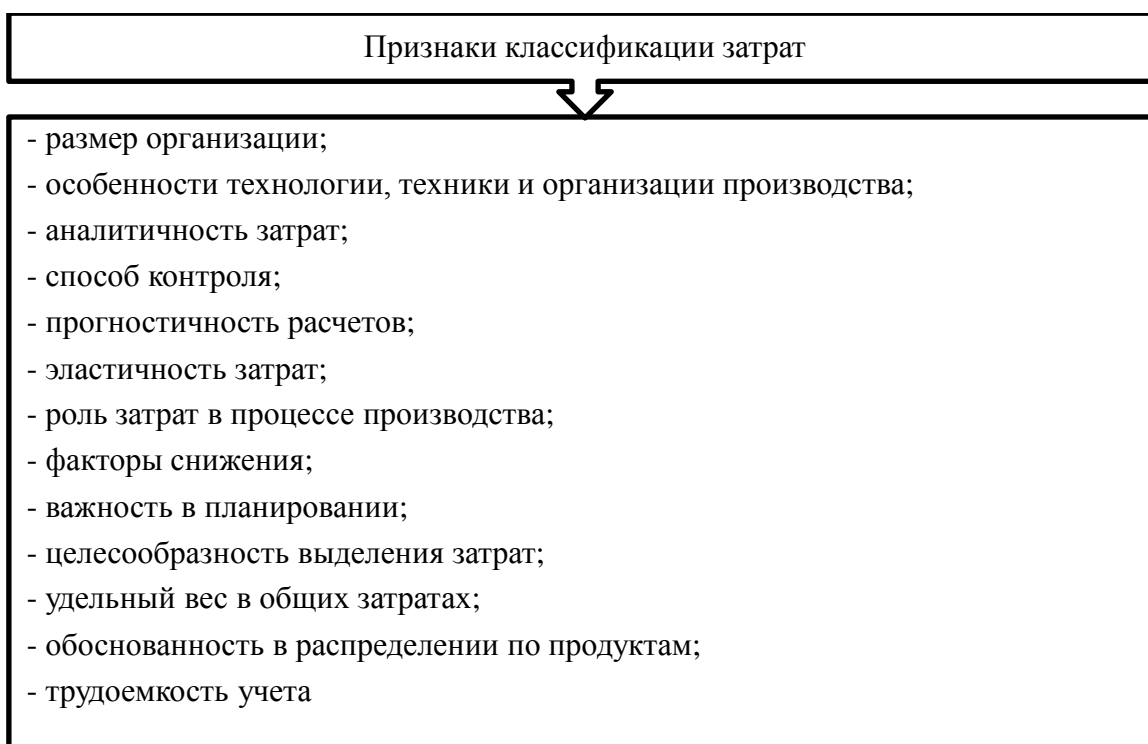 Признаки классификации затрат
- размер организации;
- особенности технологии, техники и организации производства;
- аналитичность затрат;
- способ контроля;
- прогностичность расчетов;
- эластичность затрат;
- роль затрат в процессе производства;
- факторы снижения;
- важность в планировании;
- целесообразность выделения затрат;
- удельный вес в общих затратах;
- обоснованность в распределении по продуктам;
- трудоемкость учета